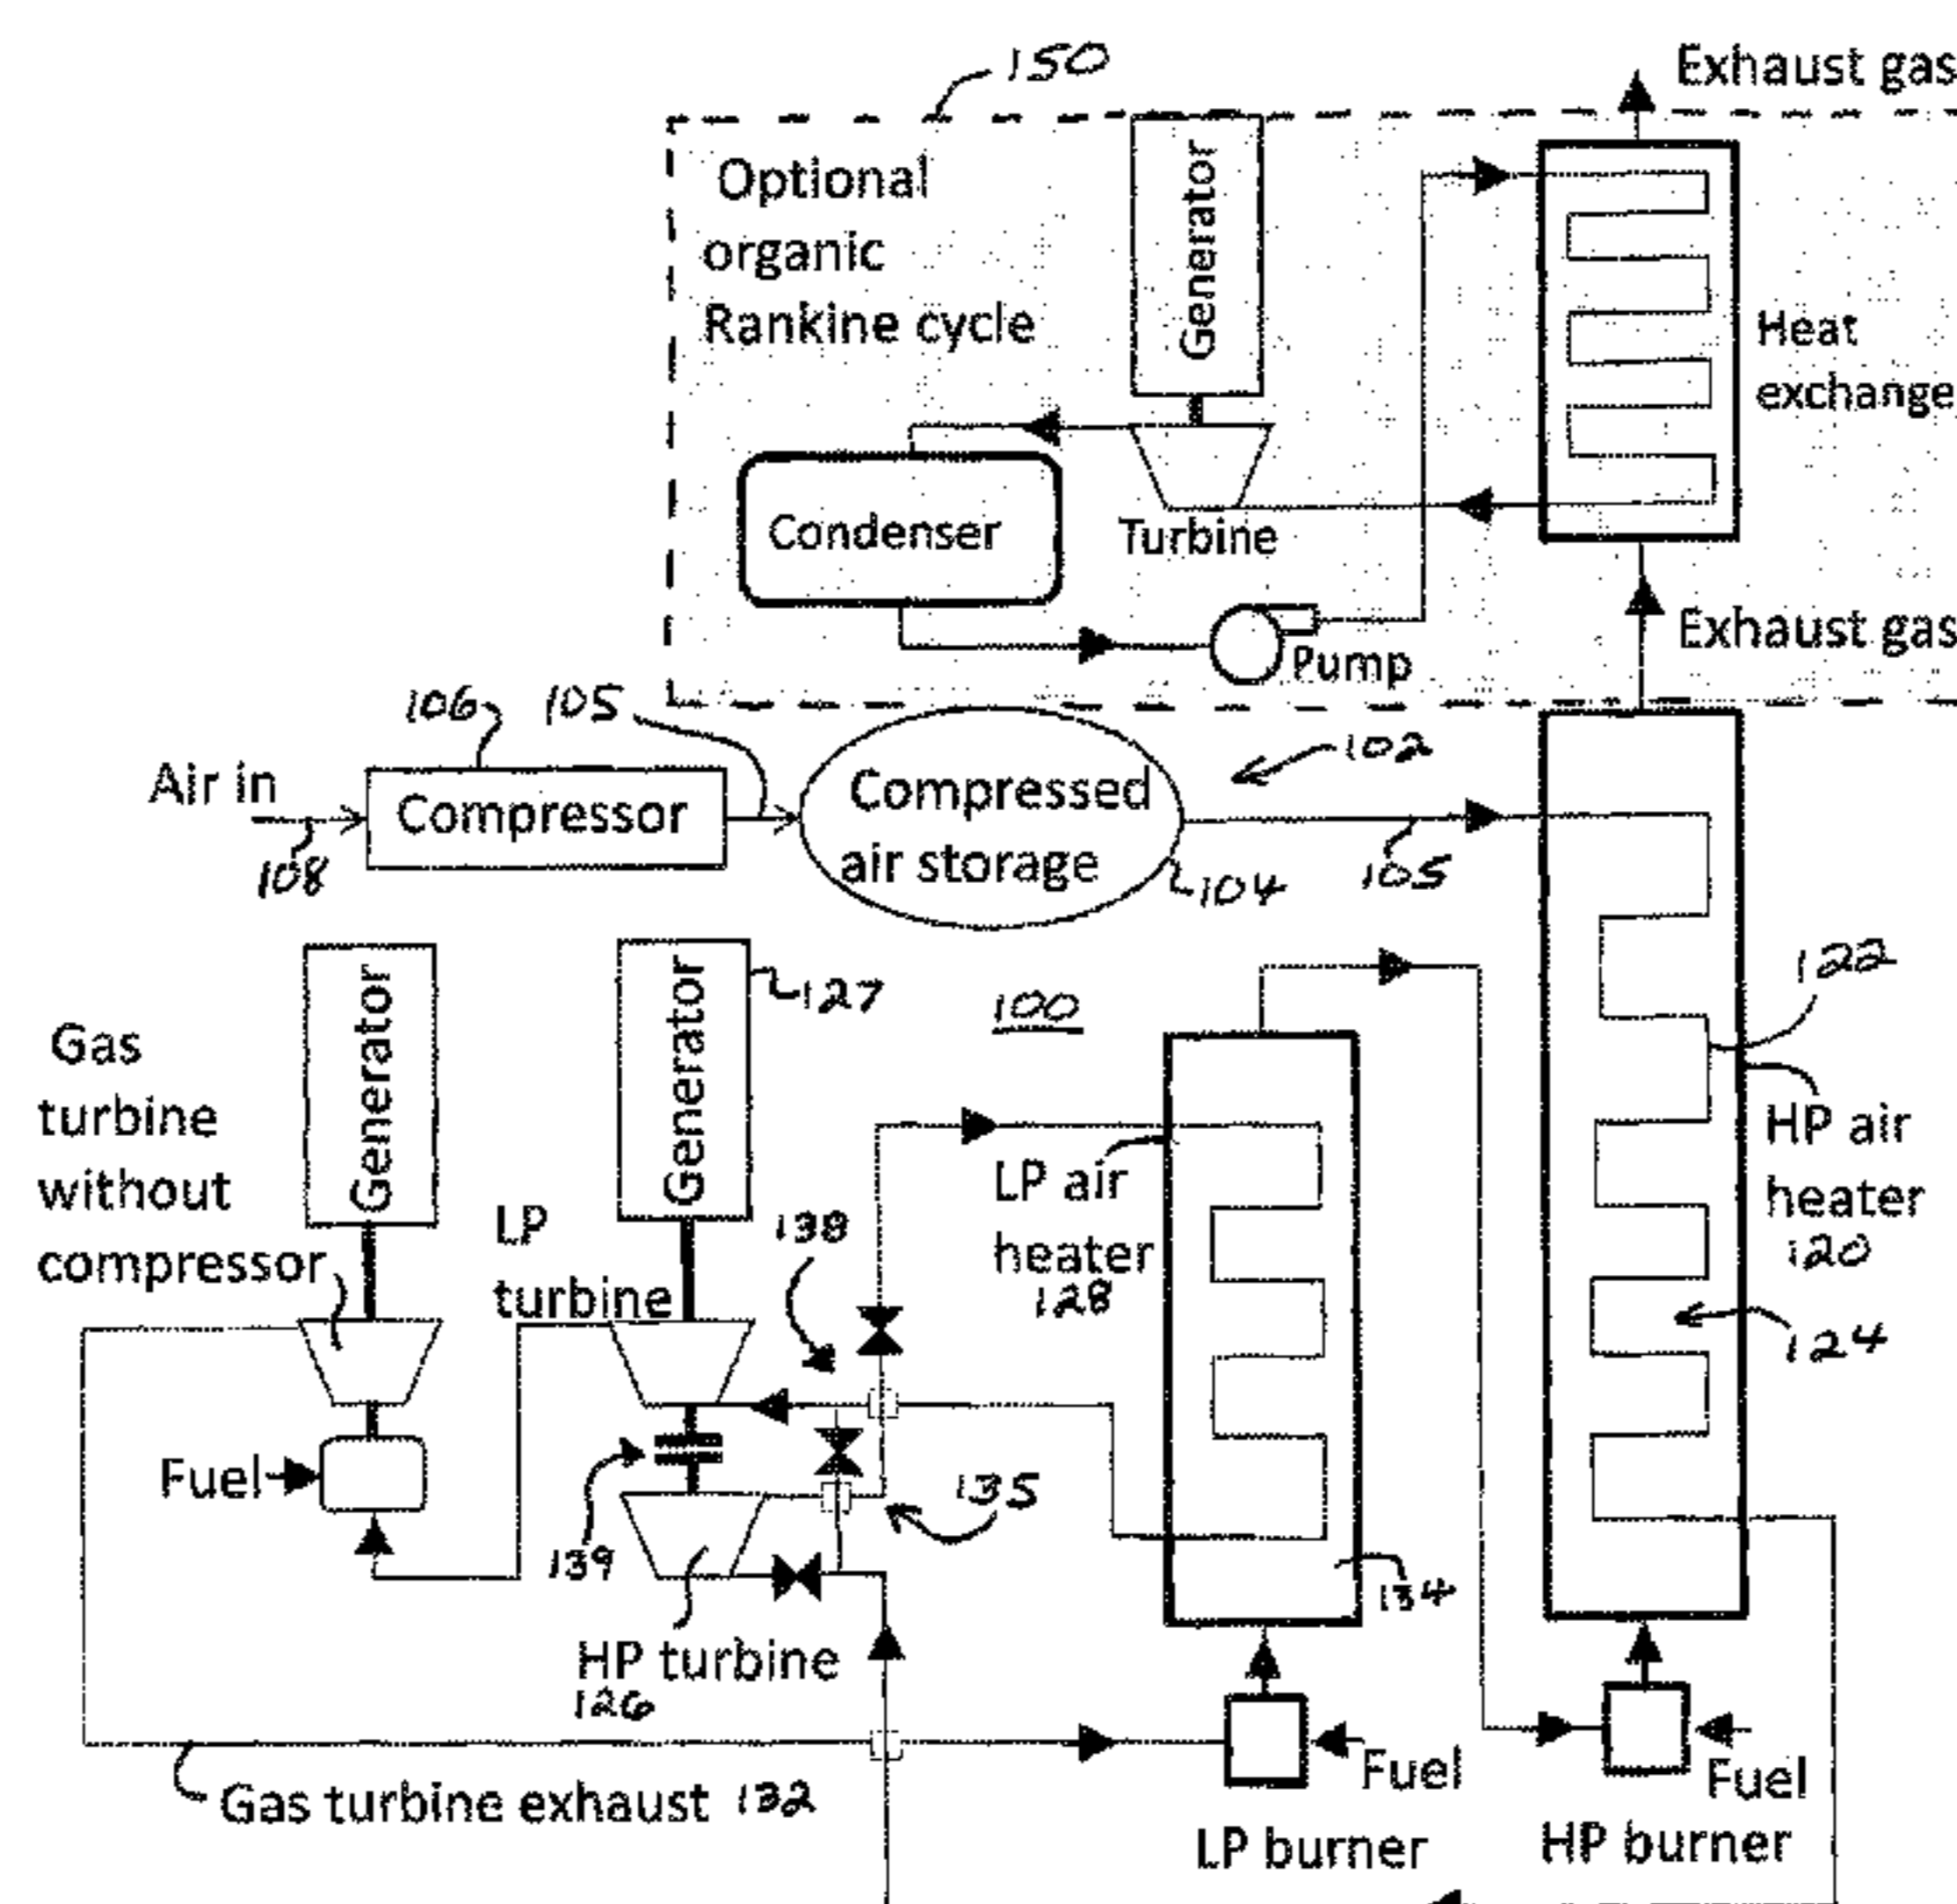 150
Exhaust gas
Optional
organic
Rankine cycle
Generator
Heat
exchange
Condenser
Turbine
Pump
Exhaust gas
106
105
102
Air in
Compressor
Compressed
air storage
108
104
105
122
Generator
Generator
127
100
Gas
turbine
without
compressor
LP
turbine
138
LP air
heater
128
HP air
heater
120
124
Fuel
139
135
134
HP turbine
126
Gas turbine exhaust 132
Fuel
Fuel
LP burner
HP burner